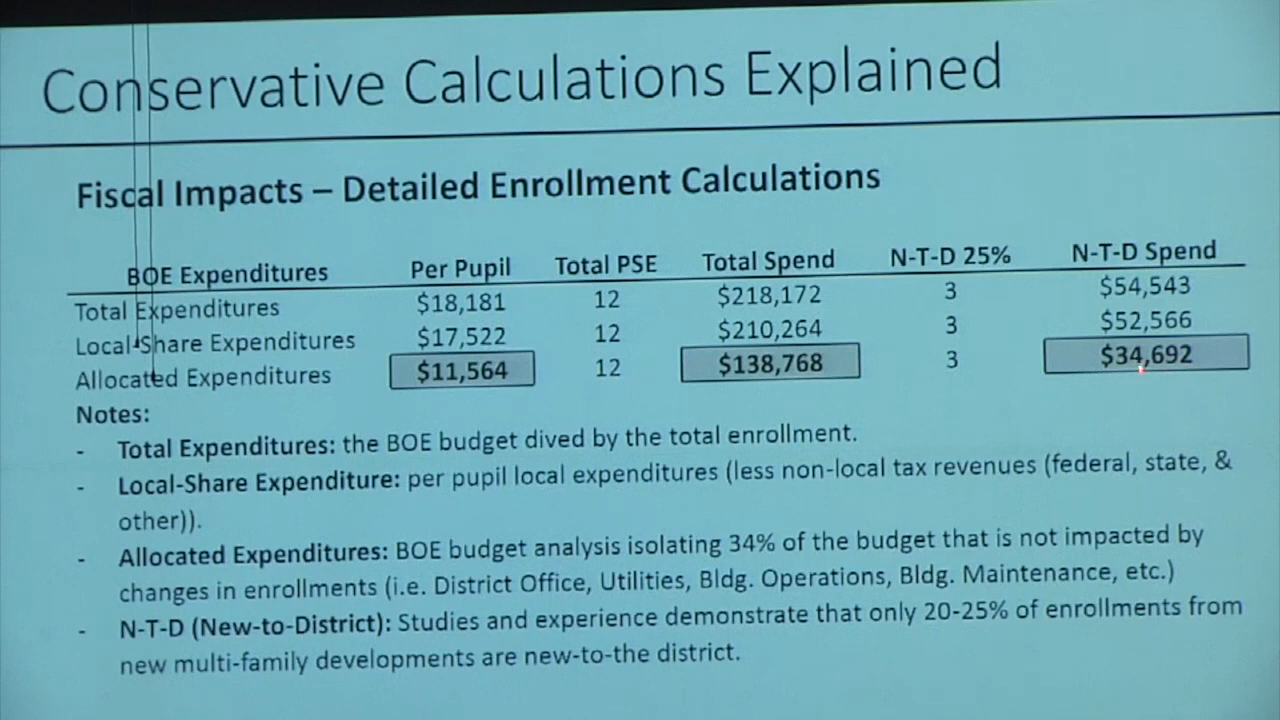 Conservative Calculations Explained
Fiscal Impacts – Detailed Enrollment Calculations
BOE Expenditures Per Pupil Total PSE Total Spend N-T-D 25% N-T-D Spend
Total Expenditures $18,181 12 $218,172 3 $54,543
Local-Share Expenditures $17,522 12 $210,264 3 $52,566
Allocated Expenditures $11,564 12 $138,768 3 $34,692
Notes:
- Total Expenditures: the BOE budget dived by the total enrollment.
- Local-Share Expenditure: per pupil local expenditures (less non-local tax revenues (federal, state, &
other)).
- Allocated Expenditures: BOE budget analysis isolating 34% of the budget that is not impacted by
changes in enrollments (i.e. District Office, Utilities, Bldg. Operations, Bldg. Maintenance, etc.)
- N-T-D (New-to-District): Studies and experience demonstrate that only 20-25% of enrollments from
new multi-family developments are new-to-the district.